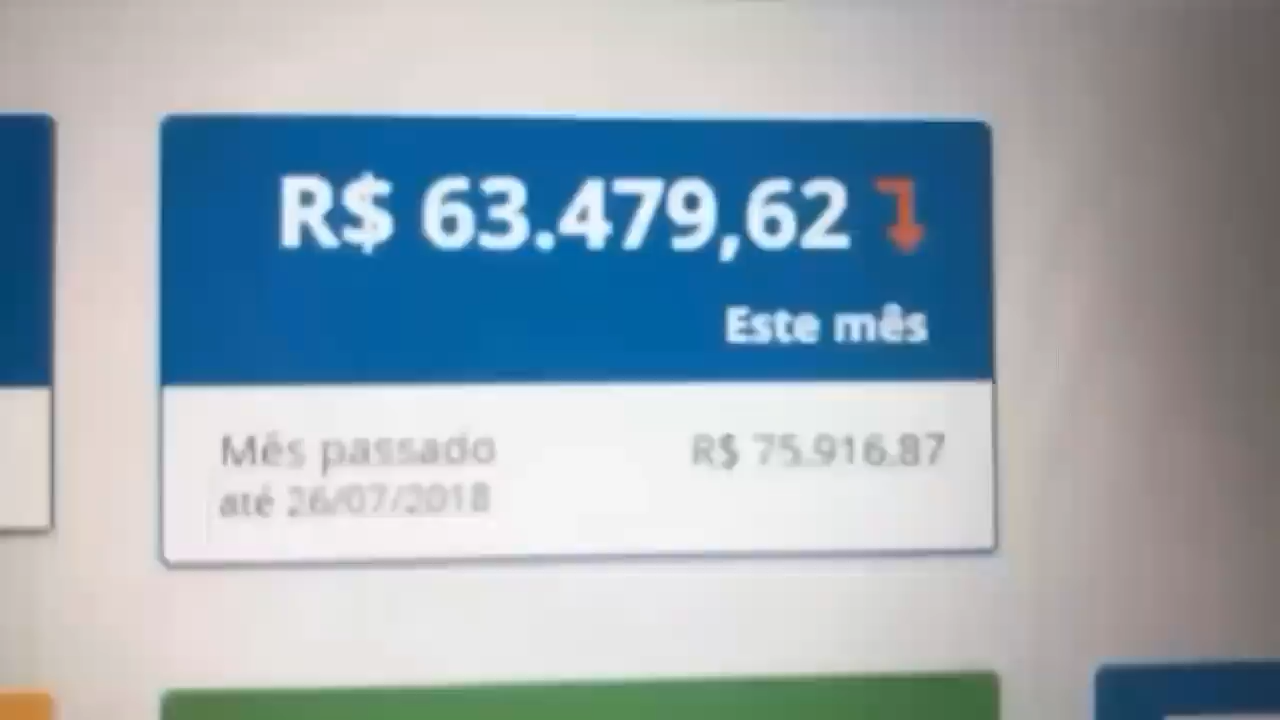 R$ 63.479,62
Este mês
Mês passado R$ 75.916,87
até 26/07/2018